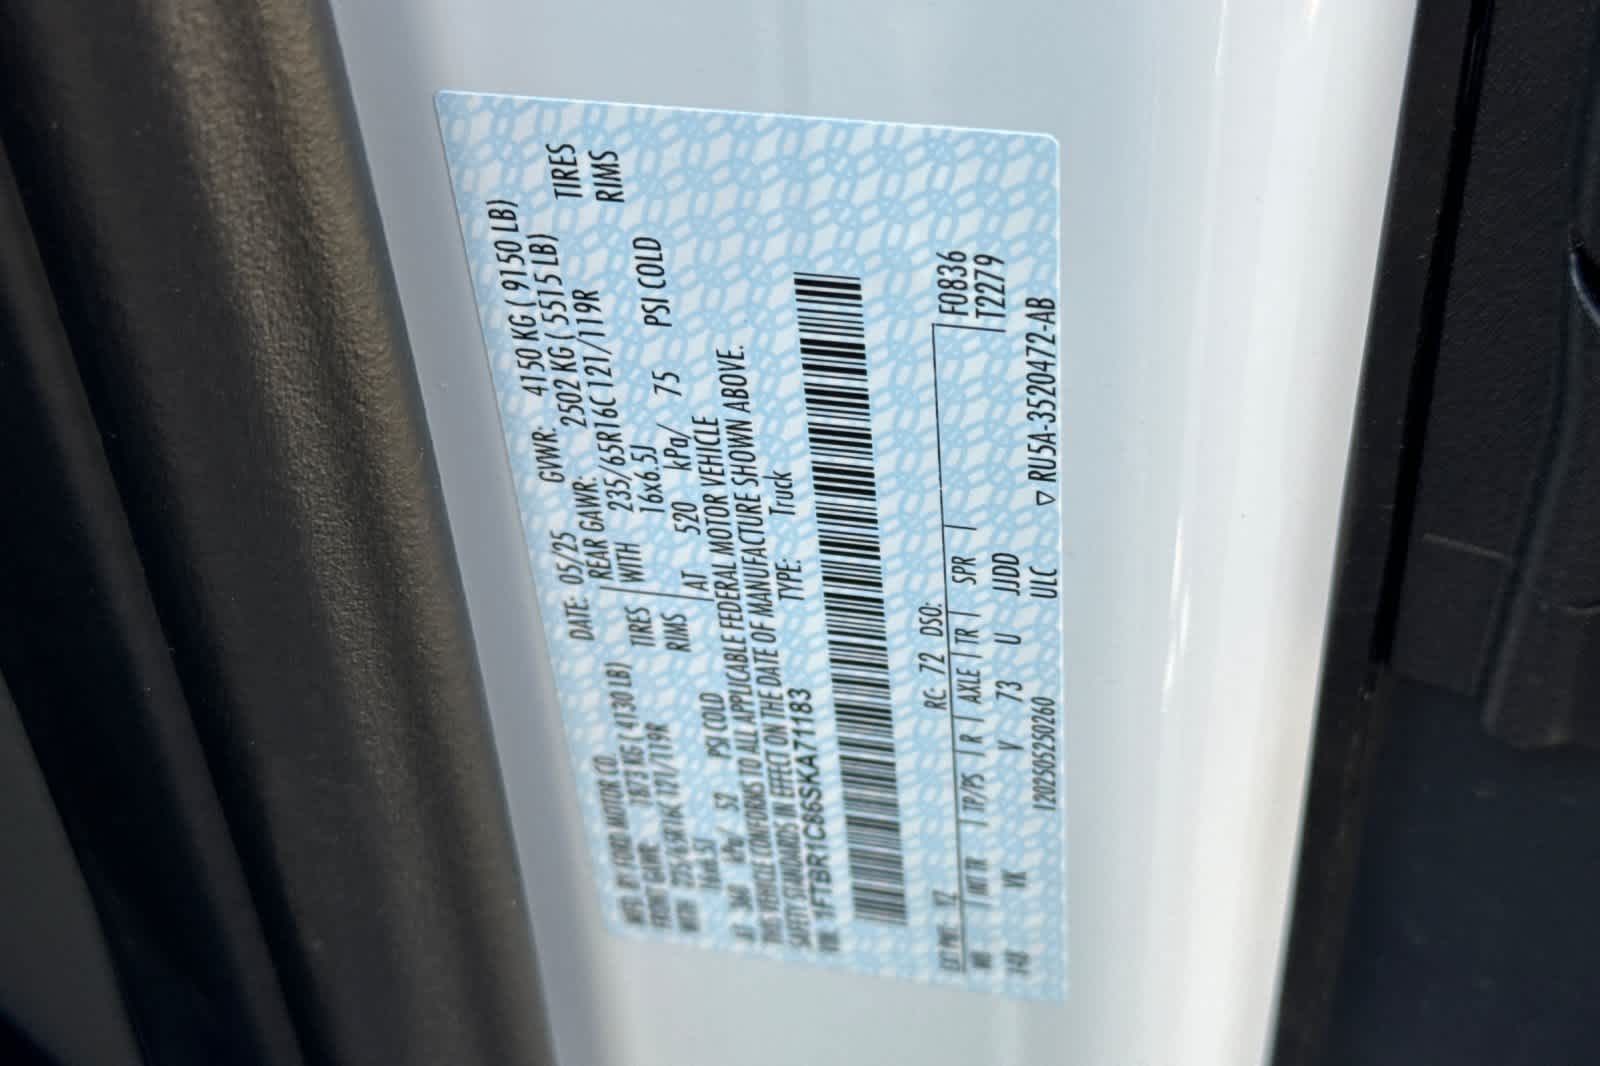 MFD. BY FORD MOTOR CO. DATE: 05/25 GVWR: 4150 KG ( 9150 LB)
FRONT GAWR: 1873 KG ( 4130 LB) REAR GAWR: 2502 KG ( 5515 LB)
WITH 235/65R16C 121/119R TIRES WITH 235/65R16C 121/119R TIRES
16x6.5J RIMS 16x6.5J RIMS
AT 360 kPa/ 52 PSI COLD AT 520 kPa/ 75 PSI COLD
THIS VEHICLE CONFORMS TO ALL APPLICABLE FEDERAL MOTOR VEHICLE
SAFETY STANDARDS IN EFFECT ON THE DATE OF MANUFACTURE SHOWN ABOVE.
VIN: 1FTBR1C86SKA71183 TYPE: Truck
EXT PNT: YZ RC: 72 DSO: F0836
WB INT TR TP/PS R AXLE TR SPR T2279
148 VK V 73 U JJDD
120250525250260 ULC ▽ RU5A-3520472-AB